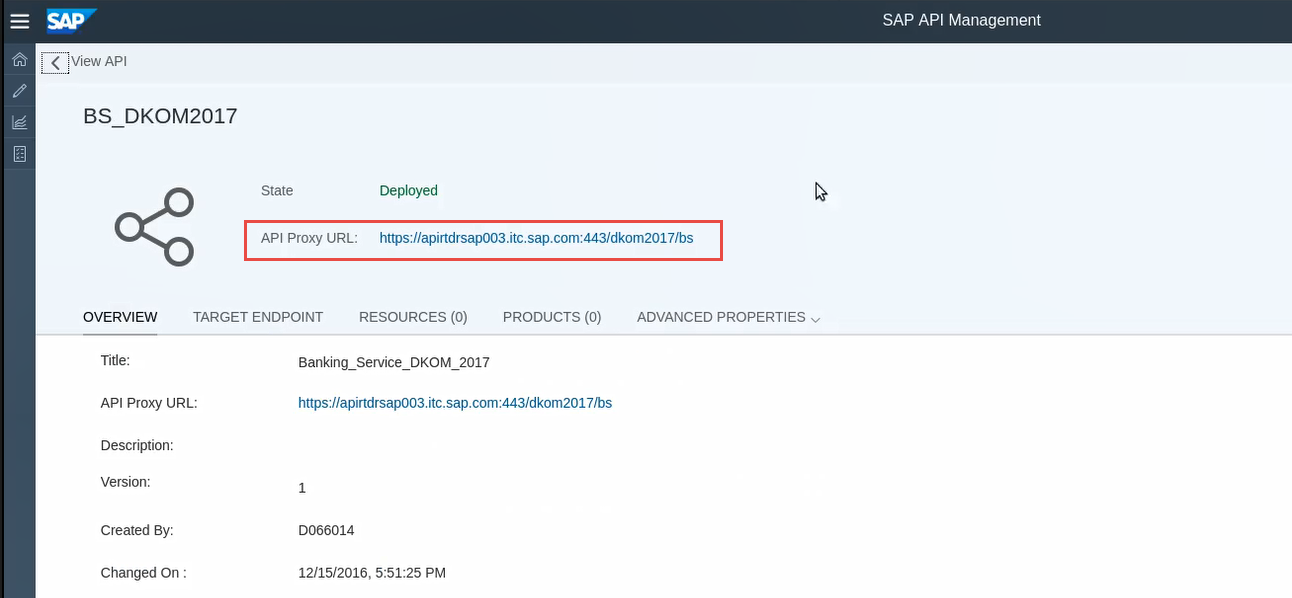 SAP SAP API Management
View API
BS_DKOM2017
State Deployed
API Proxy URL: https://apirtdrsap003.itc.sap.com:443/dkom2017/bs
OVERVIEW TARGET ENDPOINT RESOURCES (0) PRODUCTS (0) ADVANCED PROPERTIES
Title: Banking_Service_DKOM_2017
API Proxy URL: https://apirtdrsap003.itc.sap.com:443/dkom2017/bs
Description:
Version: 1
Created By: D066014
Changed On : 12/15/2016, 5:51:25 PM